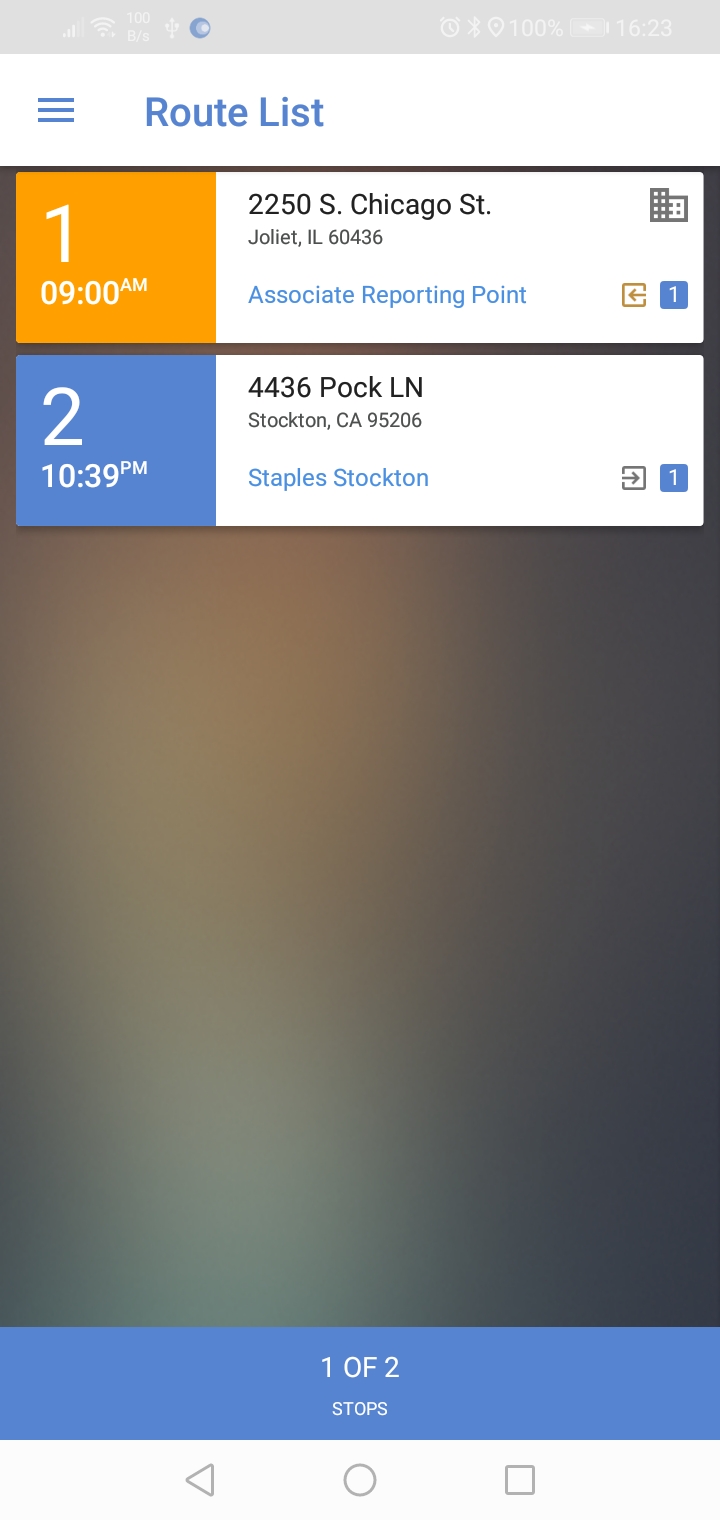 100
B/s
100%
16:23
Route List
1
09:00AM
2250 S. Chicago St.
Joliet, IL 60436
Associate Reporting Point
1
2
10:39PM
4436 Pock LN
Stockton, CA 95206
Staples Stockton
1
1 OF 2
STOPS